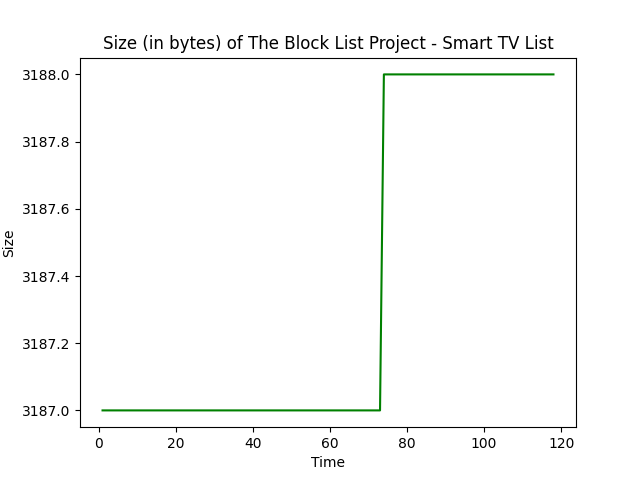 Size (in bytes) of The Block List Project - Smart TV List
3188.0
3187.8
3187.6
3187.4
3187.2
3187.0
Size
0 20 40 60 80 100 120
Time